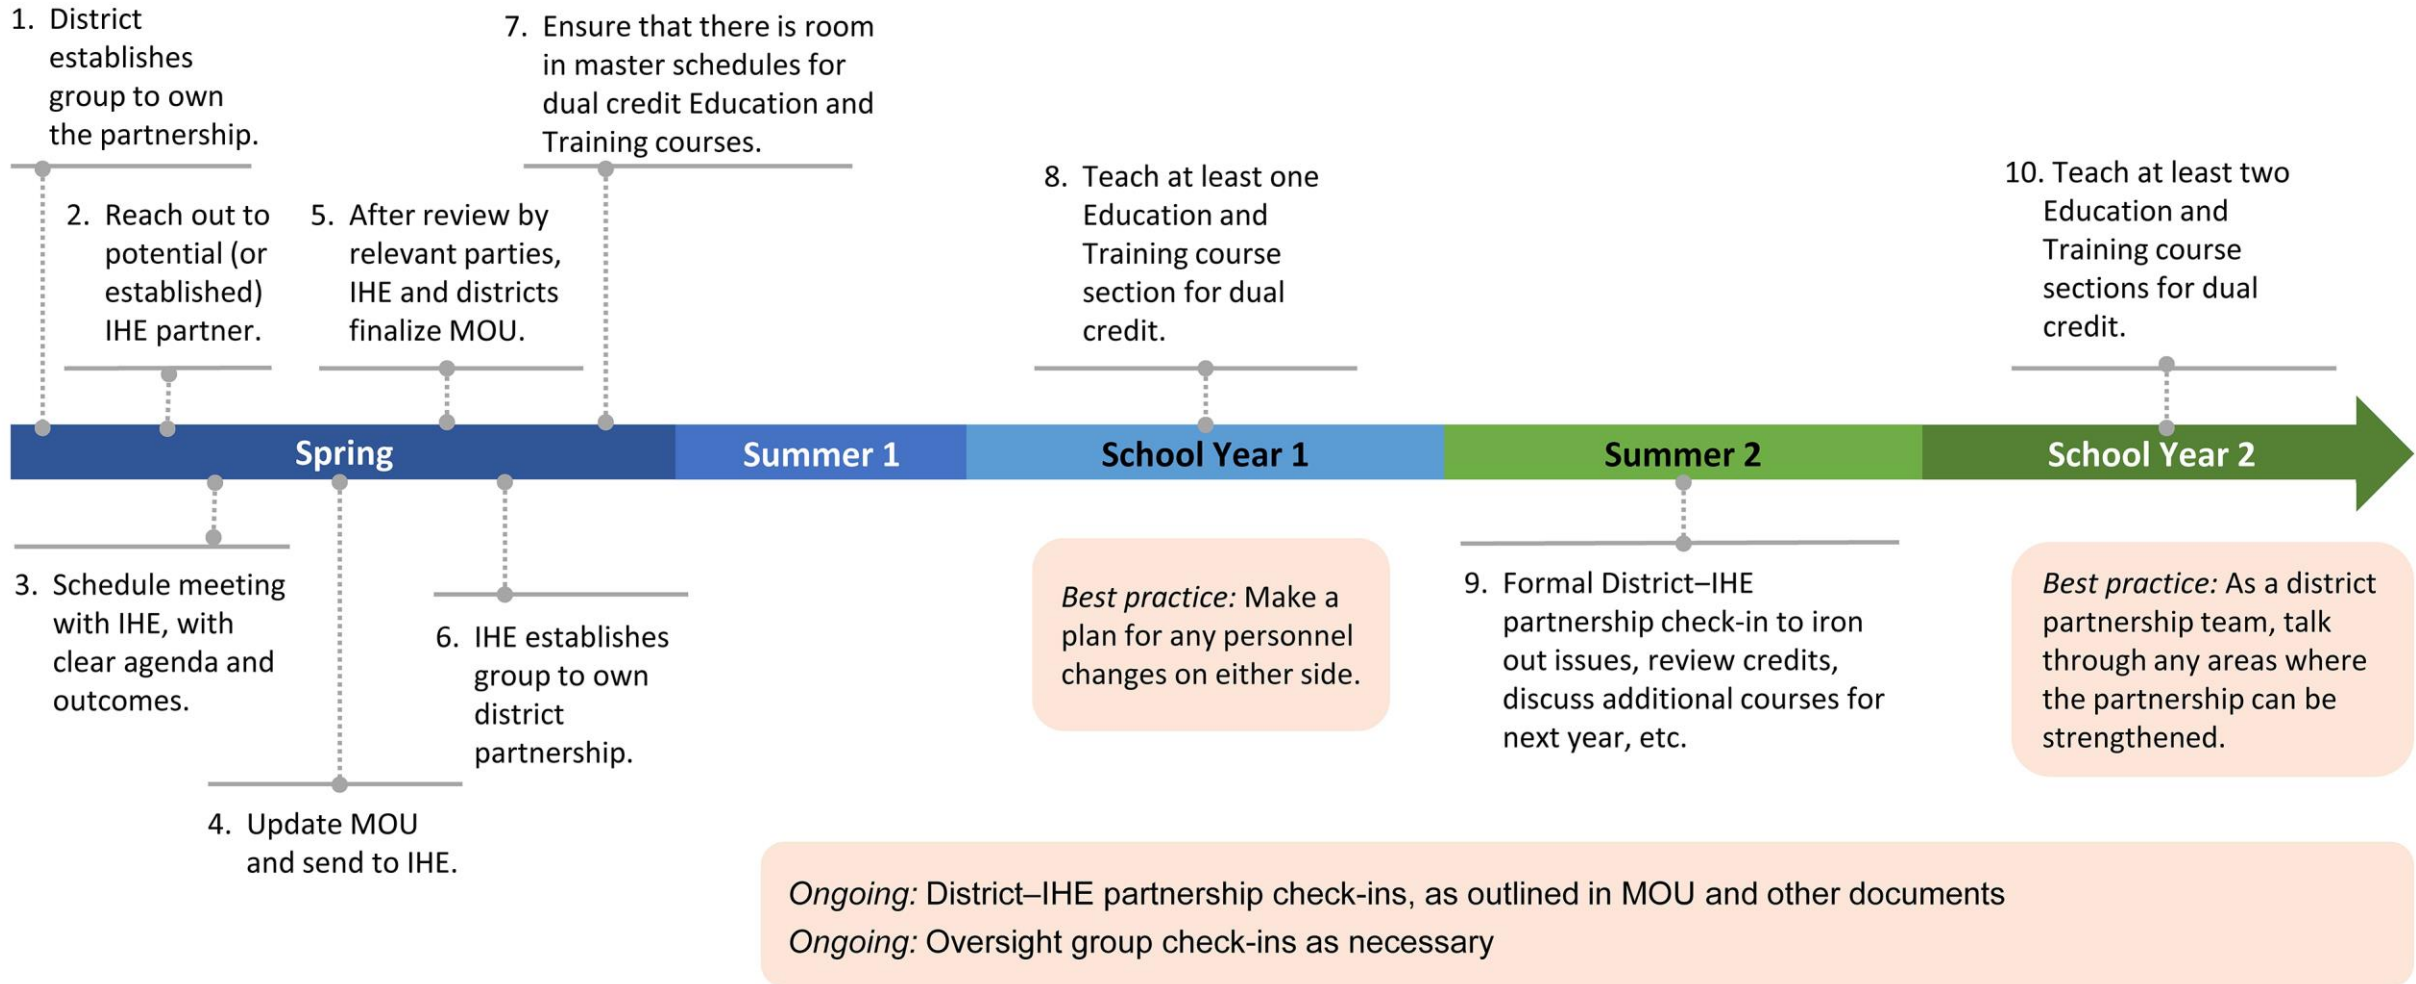 1. District
establishes
group to own
the partnership.
2. Reach out to
potential (or
established)
IHE partner.
5. After review by
relevant parties,
IHE and districts
finalize MOU.
7. Ensure that there is room
in master schedules for
dual credit Education and
Training courses.
8. Teach at least one
Education and
Training course
section for dual
credit.
10. Teach at least two
Education and
Training course
sections for dual
credit.
Spring
Summer 1
School Year 1
Summer 2
School Year 2
3. Schedule meeting
with IHE, with
clear agenda and
outcomes.
4. Update MOU
and send to IHE.
6. IHE establishes
group to own
district
partnership.
Best practice: Make a
plan for any personnel
changes on either side.
9. Formal District–IHE
partnership check-in to iron
out issues, review credits,
discuss additional courses for
next year, etc.
Best practice: As a district
partnership team, talk
through any areas where
the partnership can be
strengthened.
Ongoing: District–IHE partnership check-ins, as outlined in MOU and other documents
Ongoing: Oversight group check-ins as necessary